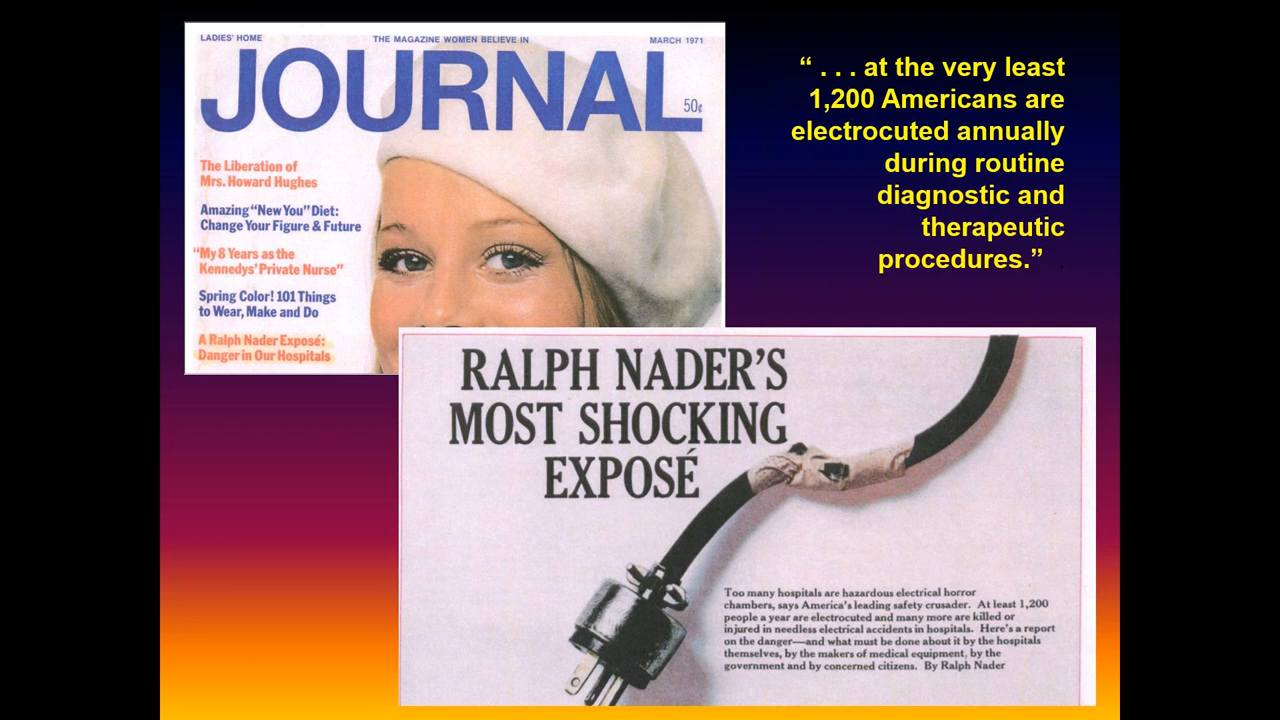 LADIES' HOME
THE MAGAZINE WOMEN BELIEVE IN
MARCH 1971
JOURNAL
50¢
The Liberation of
Mrs. Howard Hughes
Amazing “New You” Diet:
Change Your Figure & Future
“My 8 Years as the
Kennedys’ Private Nurse”
Spring Color! 101 Things
to Wear, Make and Do
A Ralph Nader Exposé:
Danger in Our Hospitals
“ . . . at the very least
1,200 Americans are
electrocuted annually
during routine
diagnostic and
therapeutic
procedures.”
RALPH NADER’S
MOST SHOCKING
EXPOSÉ
Too many hospitals are hazardous electrical horror
chambers, says America’s leading safety crusader. At least 1,200
people a year are electrocuted and many more are killed or
injured in needless electrical accidents in hospitals. Here’s a report
on the danger—and what must be done about it by the hospitals
themselves, by the makers of medical equipment, by the
government and by concerned citizens. By Ralph Nader